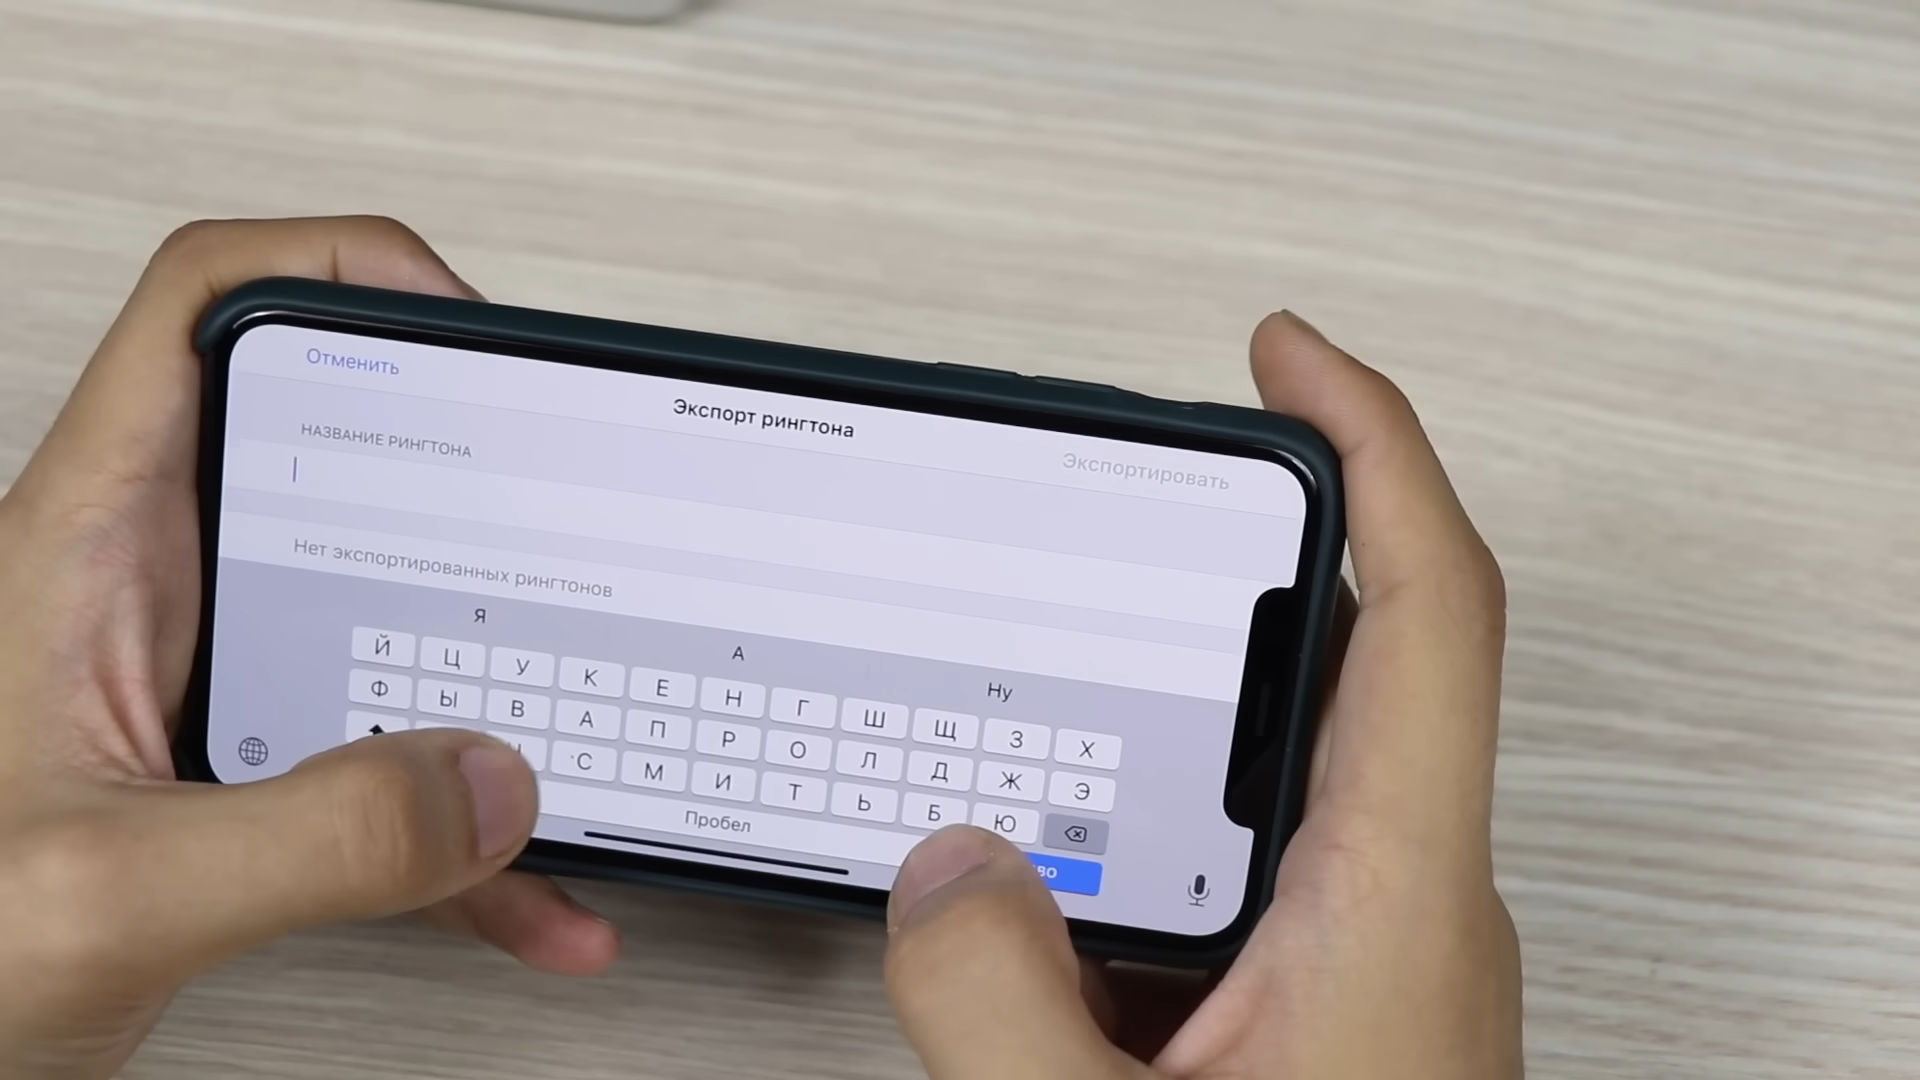 Отменить
Экспорт рингтона
Экспортировать
НАЗВАНИЕ РИНГТОНА
Нет экспортированных рингтонов
Я А Ну
Й Ц У К Е Н Г Ш Щ З Х
Ф Ы В А П Р О Л Д Ж Э
С М И Т Ь Б Ю
Пробел